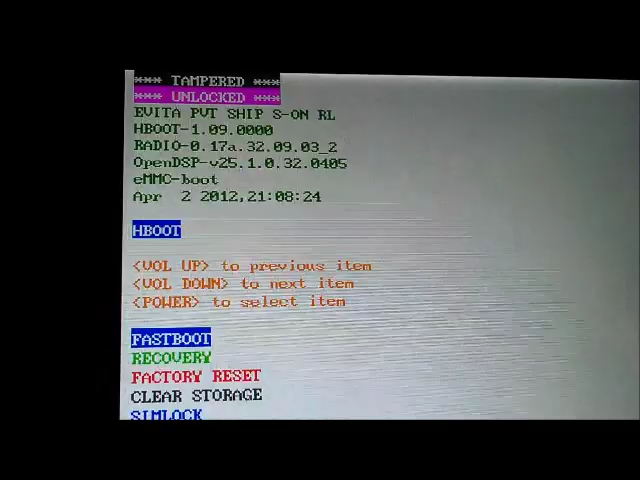 *** TAMPERED ***
*** UNLOCKED ***
EVITA PVT SHIP S-ON RL
HBOOT-1.09.0000
RADIO-0.17a.32.09.03_2
OpenDSP-v25.1.0.32.0405
eMMC-boot
Apr  2 2012,21:08:24
HBOOT
<VOL UP> to previous item
<VOL DOWN> to next item
<POWER> to select item
FASTBOOT
RECOVERY
FACTORY RESET
CLEAR STORAGE
SIMLOCK